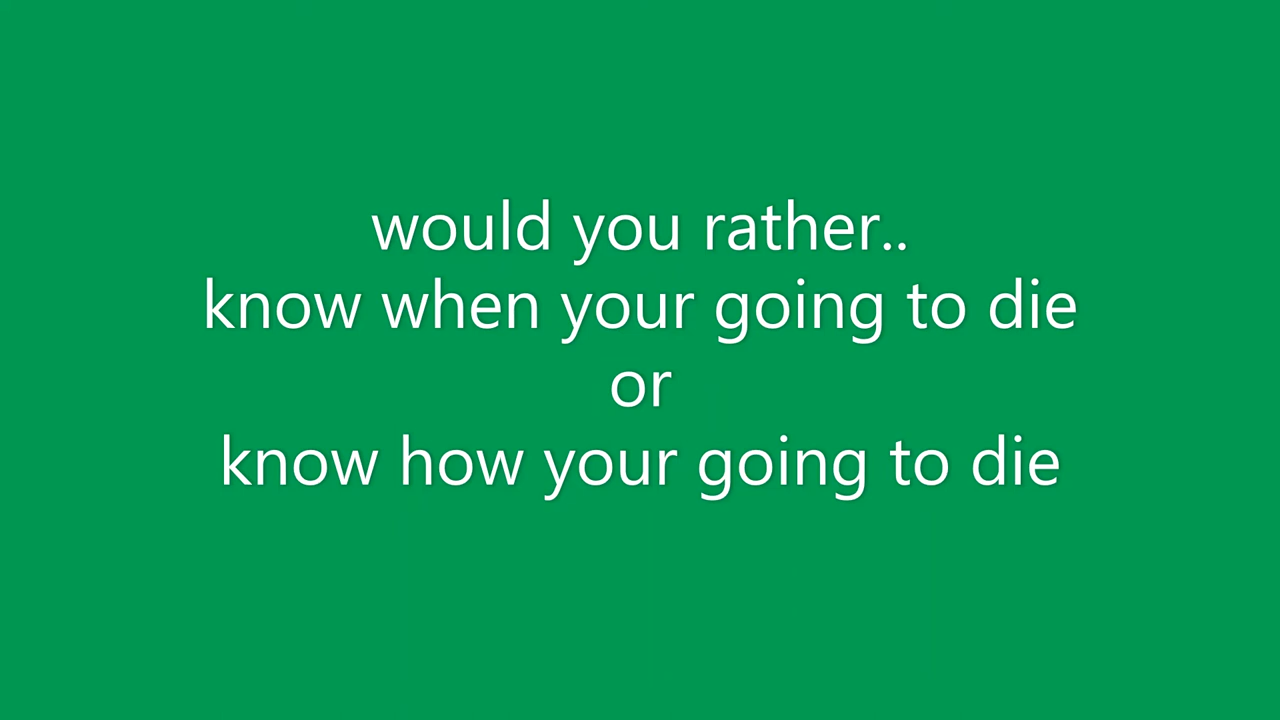 would you rather..
know when your going to die
or
know how your going to die